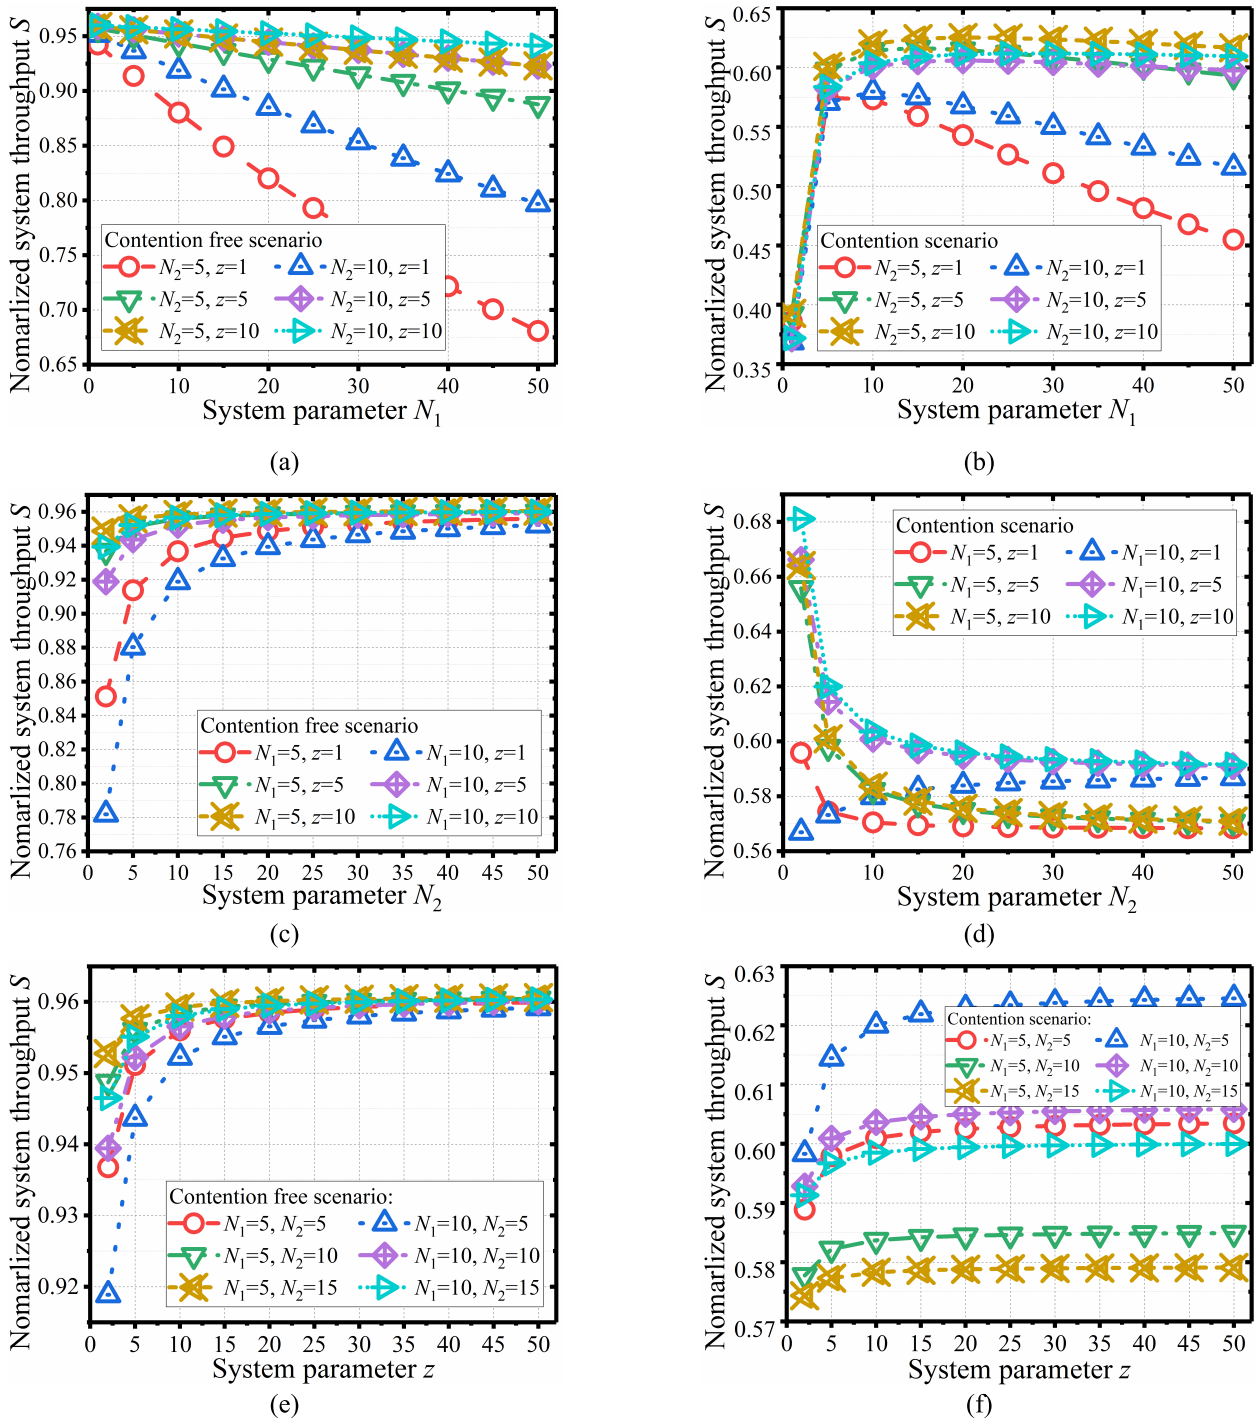 Nomarlized system throughput S
0.95
0.90
0.85
0.80
0.75
0.70
0.65
Contention free scenario
N2=5, z=1
N2=10, z=1
N2=5, z=5
N2=10, z=5
N2=5, z=10
N2=10, z=10
0 10 20 30 40 50
System parameter N1
(a)
Nomarlized system throughput S
0.65
0.60
0.55
0.50
0.45
0.40
0.35
Contention scenario
N2=5, z=1
N2=10, z=1
N2=5, z=5
N2=10, z=5
N2=5, z=10
N2=10, z=10
0 10 20 30 40 50
System parameter N1
(b)
Nomarlized system throughput S
0.96
0.94
0.92
0.90
0.88
0.86
0.84
0.82
0.80
0.78
0.76
Contention free scenario
N1=5, z=1
N1=10, z=1
N1=5, z=5
N1=10, z=5
N1=5, z=10
N1=10, z=10
0 5 10 15 20 25 30 35 40 45 50
System parameter N2
(c)
Nomarlized system throughput S
0.68
0.66
0.64
0.62
0.60
0.58
0.56
Contention scenario
N1=5, z=1
N1=10, z=1
N1=5, z=5
N1=10, z=5
N1=5, z=10
N1=10, z=10
0 5 10 15 20 25 30 35 40 45 50
System parameter N2
(d)
Nomarlized system throughput S
0.96
0.95
0.94
0.93
0.92
Contention free scenario:
N1=5, N2=5
N1=10, N2=5
N1=5, N2=10
N1=10, N2=10
N1=5, N2=15
N1=10, N2=15
0 5 10 15 20 25 30 35 40 45 50
System parameter z
(e)
Nomarlized system throughput S
0.63
0.62
0.61
0.60
0.59
0.58
0.57
Contention scenario:
N1=5, N2=5
N1=10, N2=5
N1=5, N2=10
N1=10, N2=10
N1=5, N2=15
N1=10, N2=15
0 5 10 15 20 25 30 35 40 45 50
System parameter z
(f)